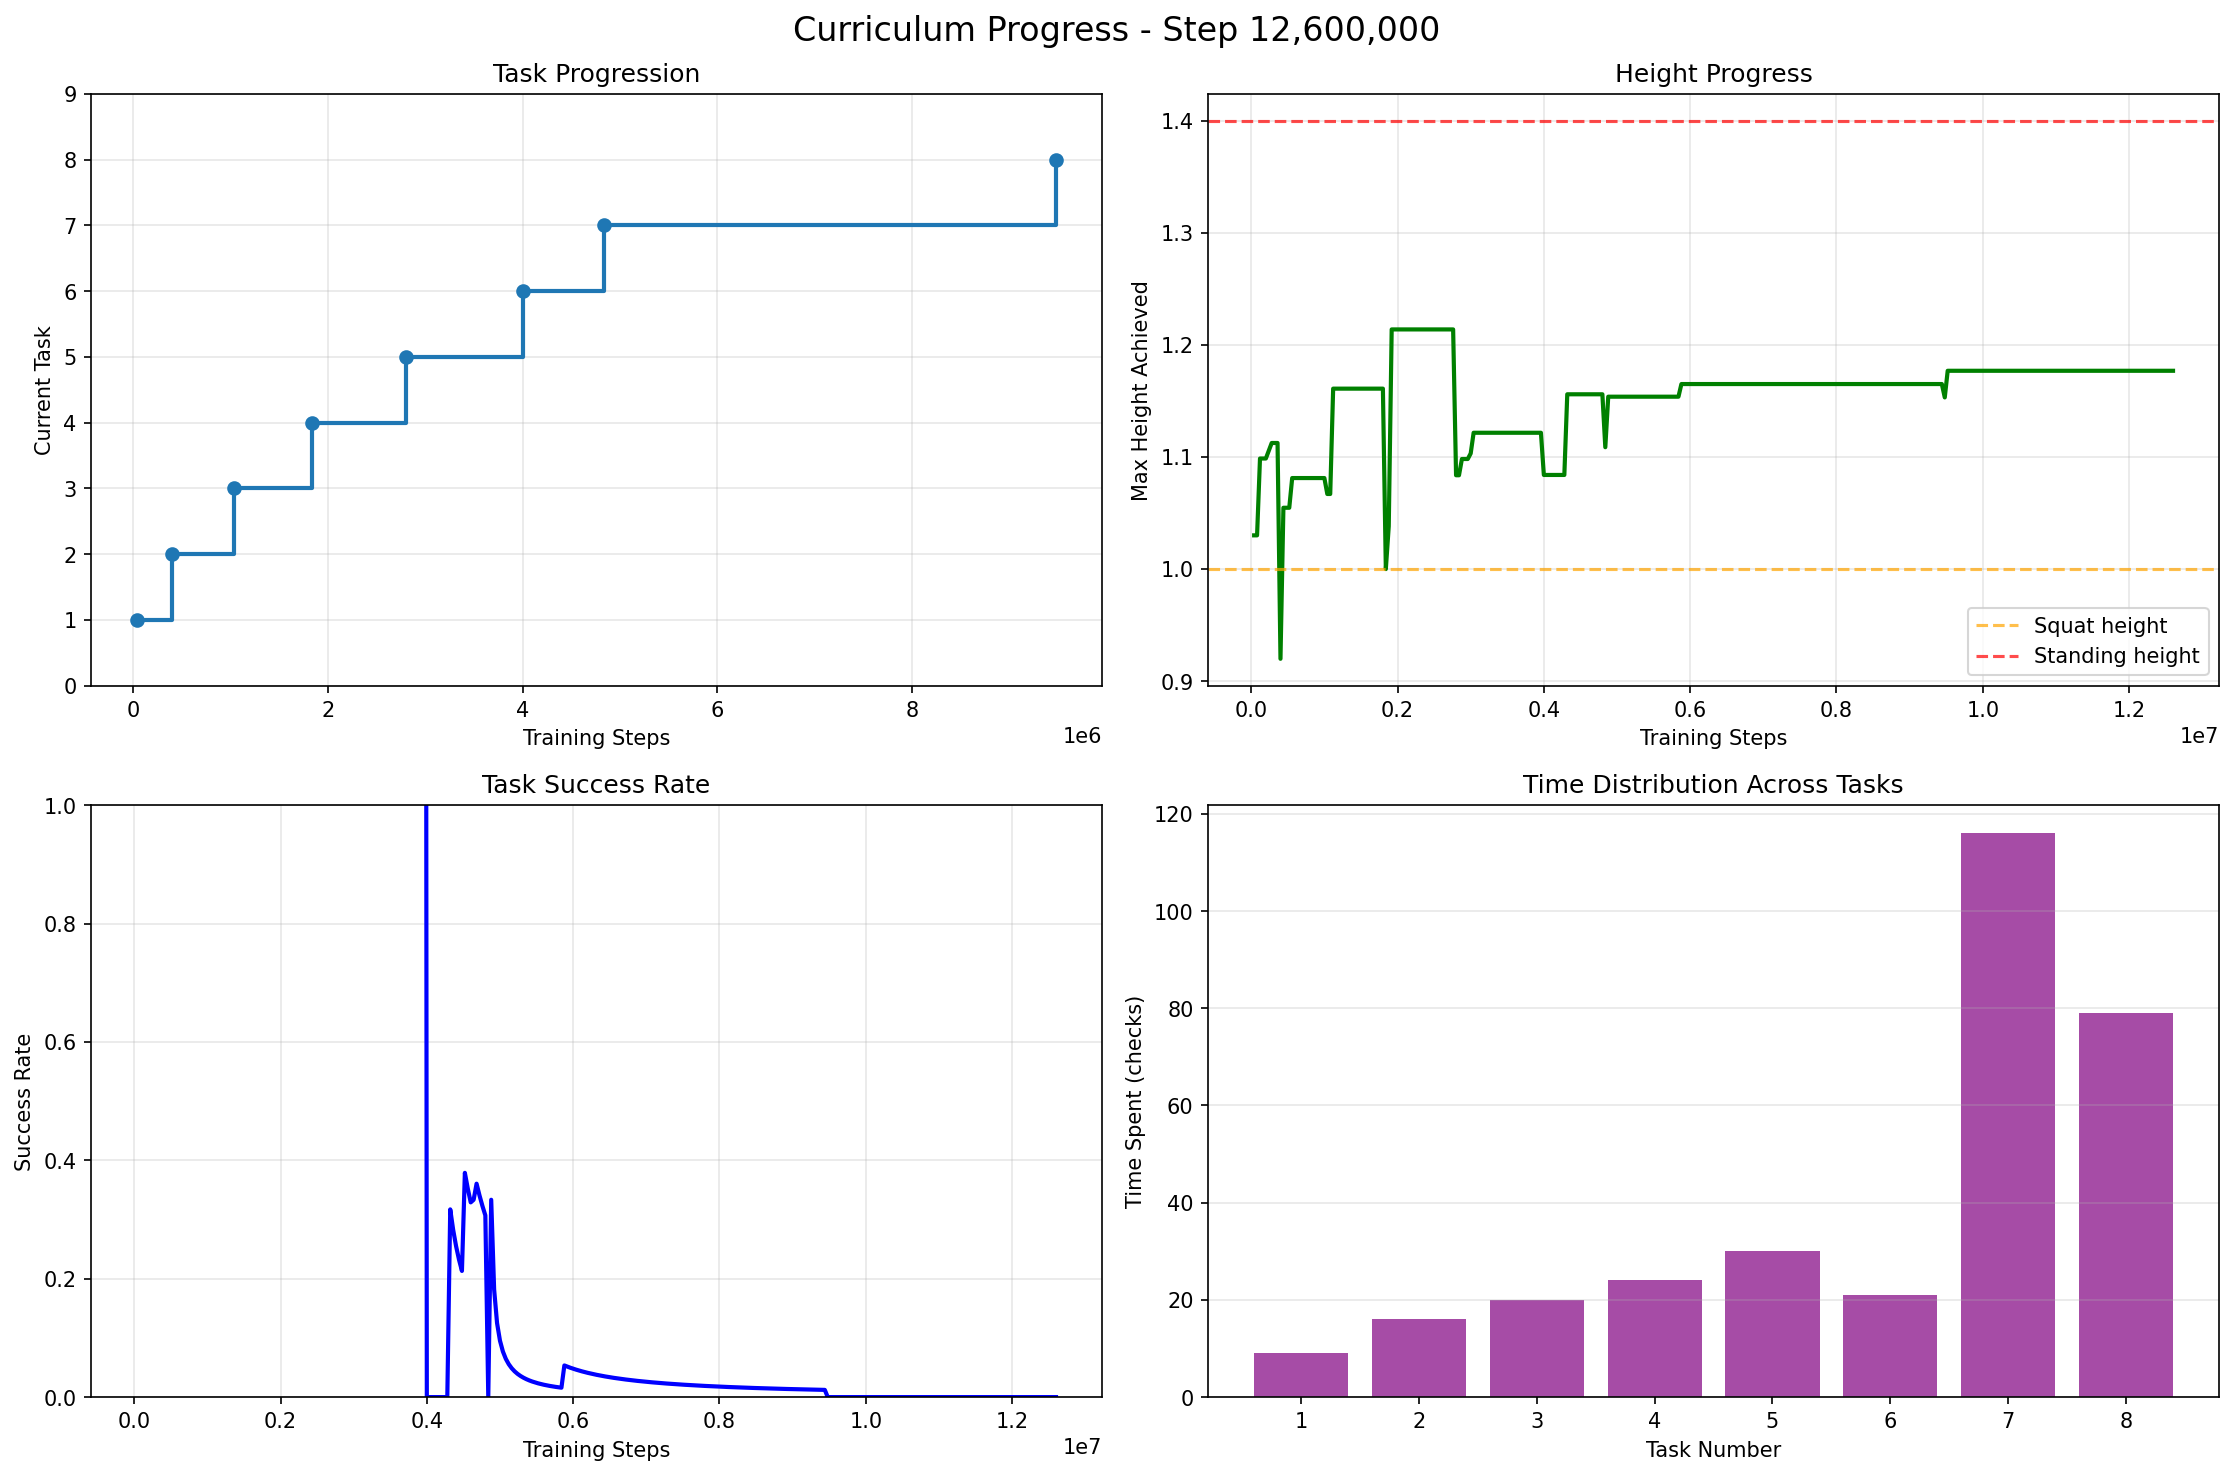 Curriculum Progress - Step 12,600,000
Task Progression
Current Task
9
8
7
6
5
4
3
2
1
0
0 2 4 6 8
1e6
Training Steps
Height Progress
Max Height Achieved
1.4
1.3
1.2
1.1
1.0
0.9
Squat height
Standing height
0.0 0.2 0.4 0.6 0.8 1.0 1.2
1e7
Training Steps
Task Success Rate
Success Rate
1.0
0.8
0.6
0.4
0.2
0.0
0.0 0.2 0.4 0.6 0.8 1.0 1.2
1e7
Training Steps
Time Distribution Across Tasks
Time Spent (checks)
120
100
80
60
40
20
0
1 2 3 4 5 6 7 8
Task Number